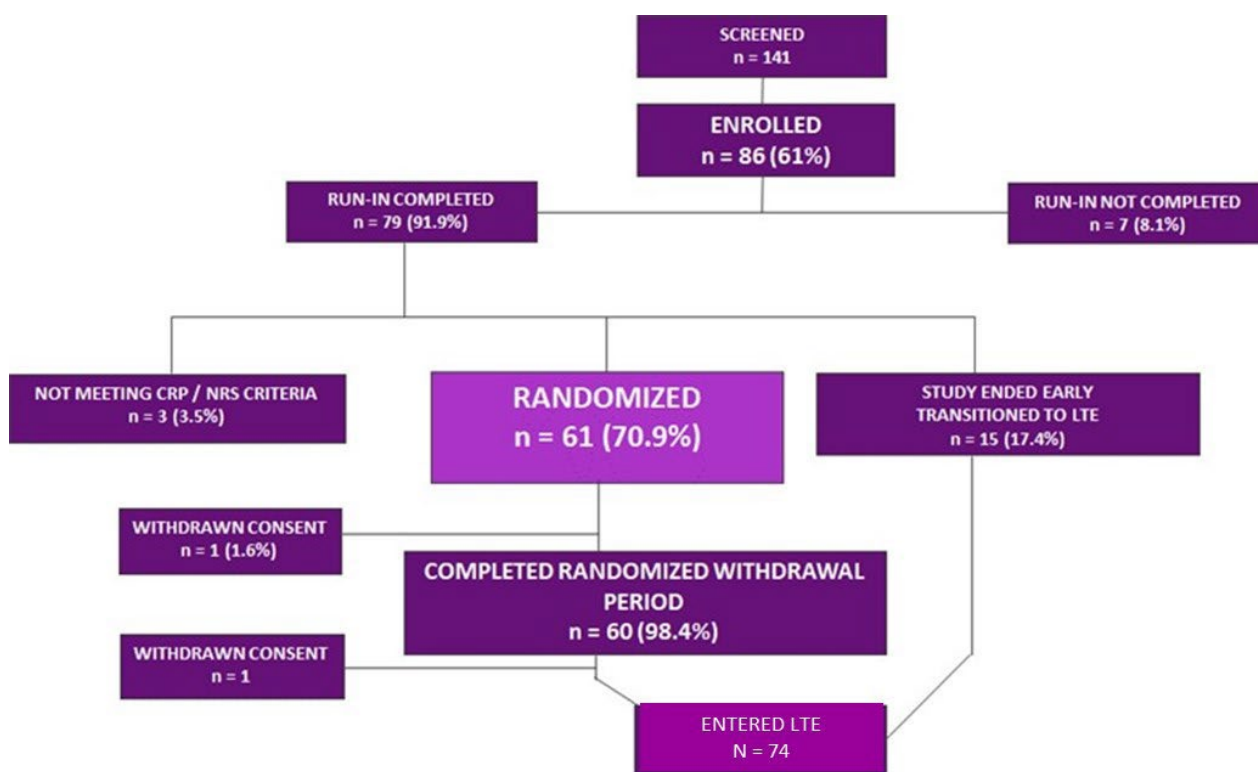 SCREENED
n = 141
ENROLLED
n = 86 (61%)
RUN-IN COMPLETED
n = 79 (91.9%)
RUN-IN NOT COMPLETED
n = 7 (8.1%)
NOT MEETING CRP / NRS CRITERIA
n = 3 (3.5%)
RANDOMIZED
n = 61 (70.9%)
STUDY ENDED EARLY
TRANSITIONED TO LTE
n = 15 (17.4%)
WITHDRAWN CONSENT
n = 1 (1.6%)
COMPLETED RANDOMIZED WITHDRAWAL
PERIOD
n = 60 (98.4%)
WITHDRAWN CONSENT
n = 1
ENTERED LTE
N = 74